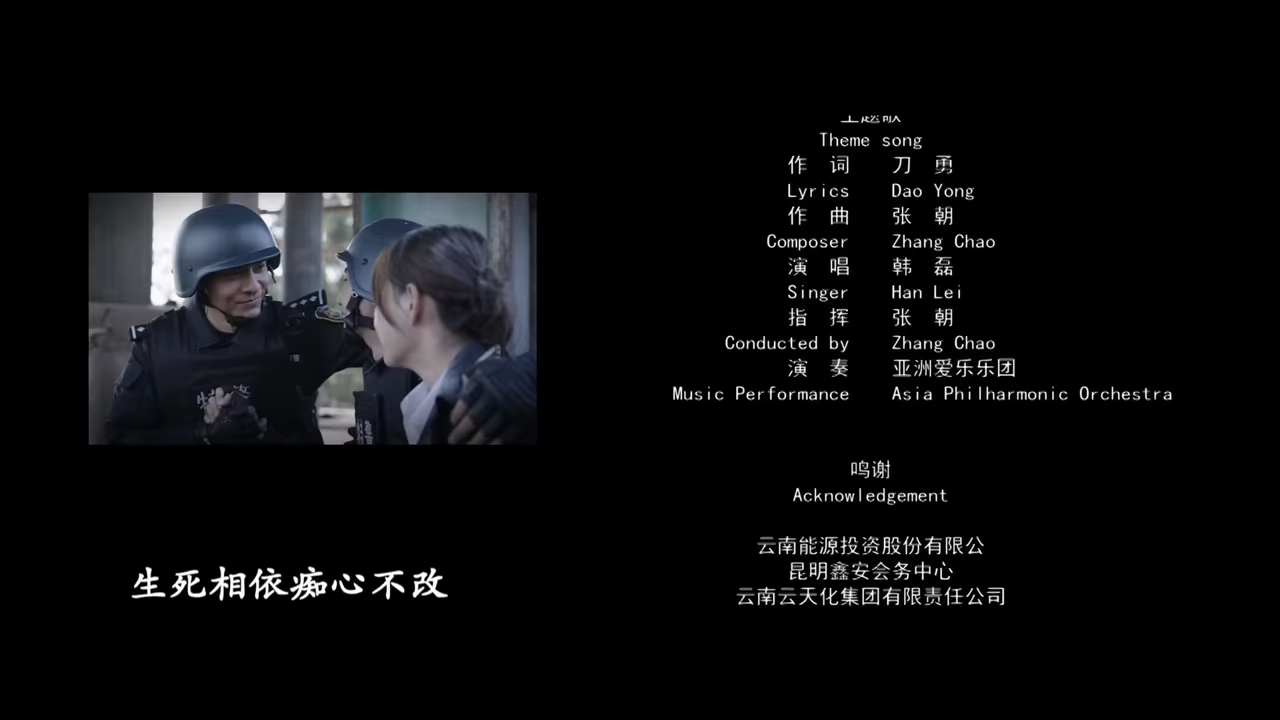 主题歌
Theme song
作 词 刀 勇
Lyrics Dao Yong
作 曲 张 朝
Composer Zhang Chao
演 唱 韩 磊
Singer Han Lei
指 挥 张 朝
Conducted by Zhang Chao
演 奏 亚洲爱乐乐团
Music Performance Asia Philharmonic Orchestra
鸣谢
Acknowledgement
云南能源投资股份有限公
昆明鑫安会务中心
云南云天化集团有限责任公司
生死相依痴心不改